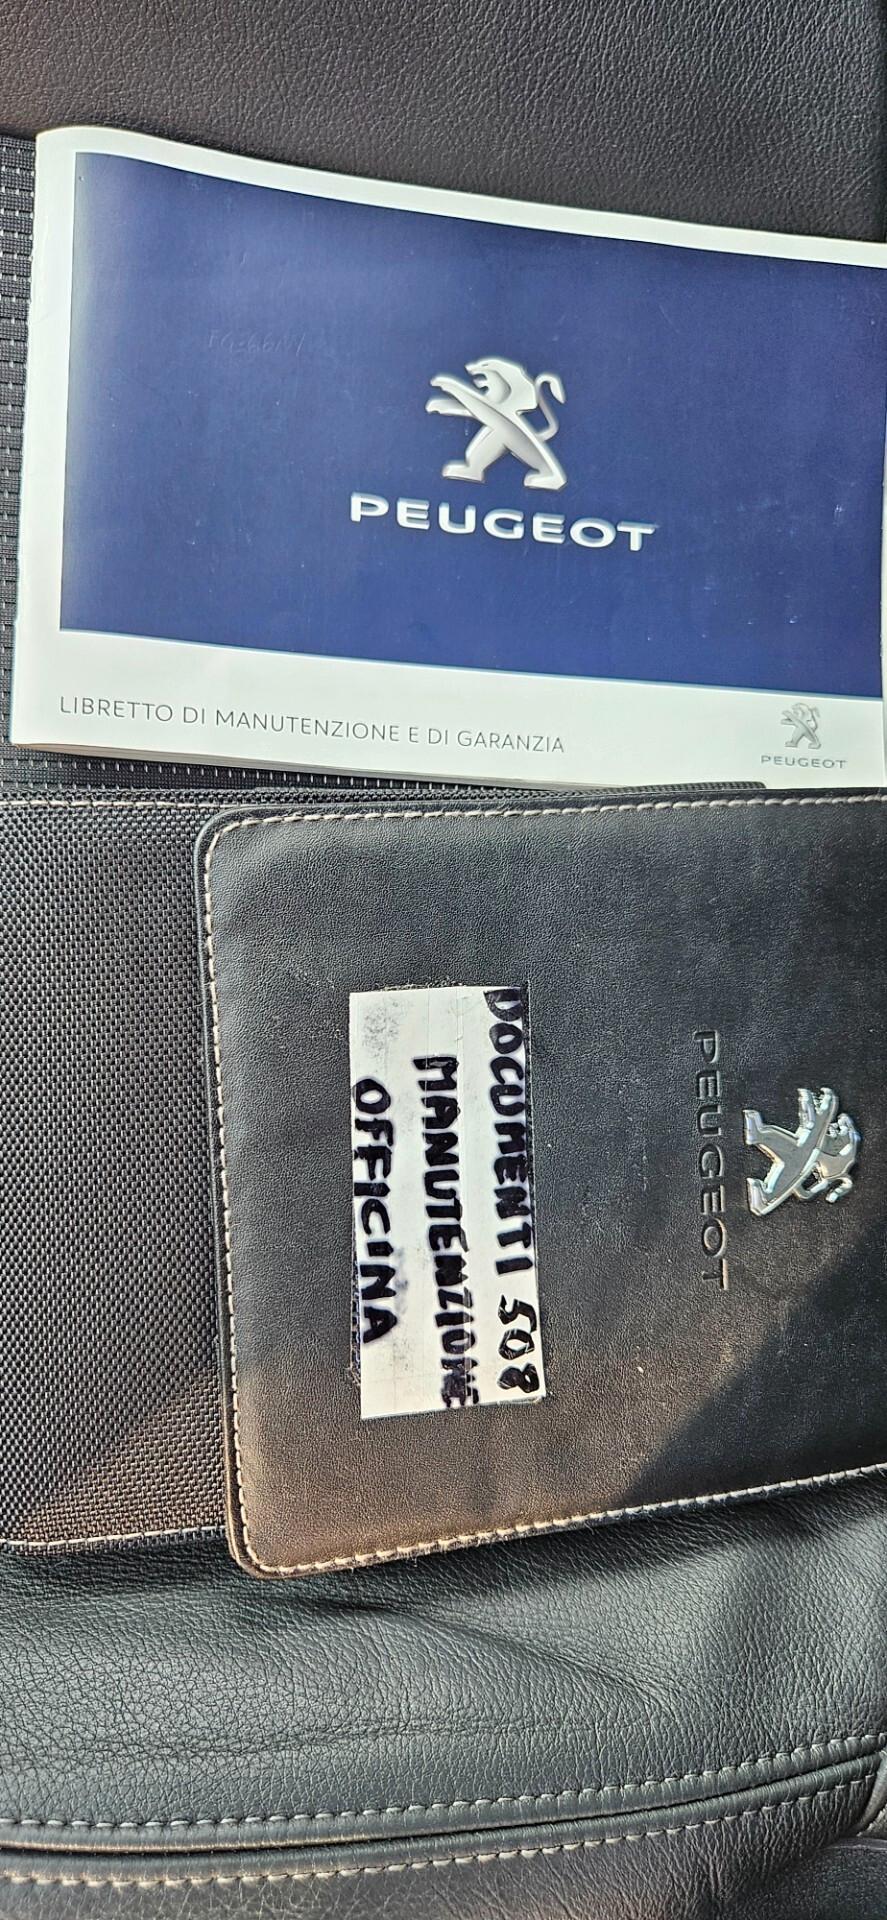 PEUGEOT
LIBRETTO DI MANUTENZIONE E DI GARANZIA
PEUGEOT
PEUGEOT
DOCUMENTI 508
MANUTENZIONE
OFFICINA